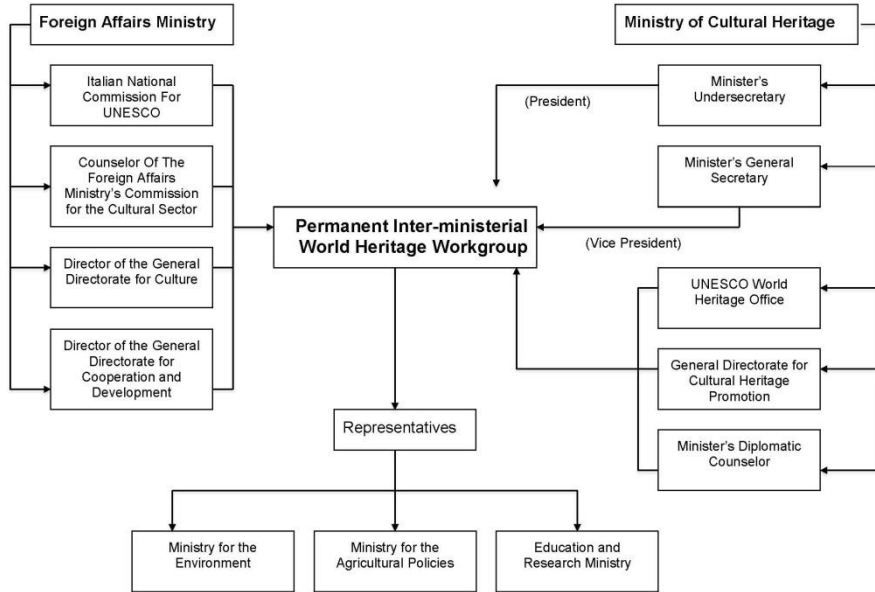 Foreign Affairs Ministry
Italian National
Commission For
UNESCO
Counselor Of The
Foreign Affairs
Ministry's Commission
for the Cultural Sector
Director of the General
Directorate for Culture
Director of the General
Directorate for
Cooperation and
Development
Permanent Inter-ministerial
World Heritage Workgroup
(President)
(Vice President)
Ministry of Cultural Heritage
Minister's
Undersecretary
Minister's General
Secretary
UNESCO World
Heritage Office
General Directorate for
Cultural Heritage
Promotion
Minister's Diplomatic
Counselor
Representatives
Ministry for the
Environment
Ministry for the
Agricultural Policies
Education and
Research Ministry